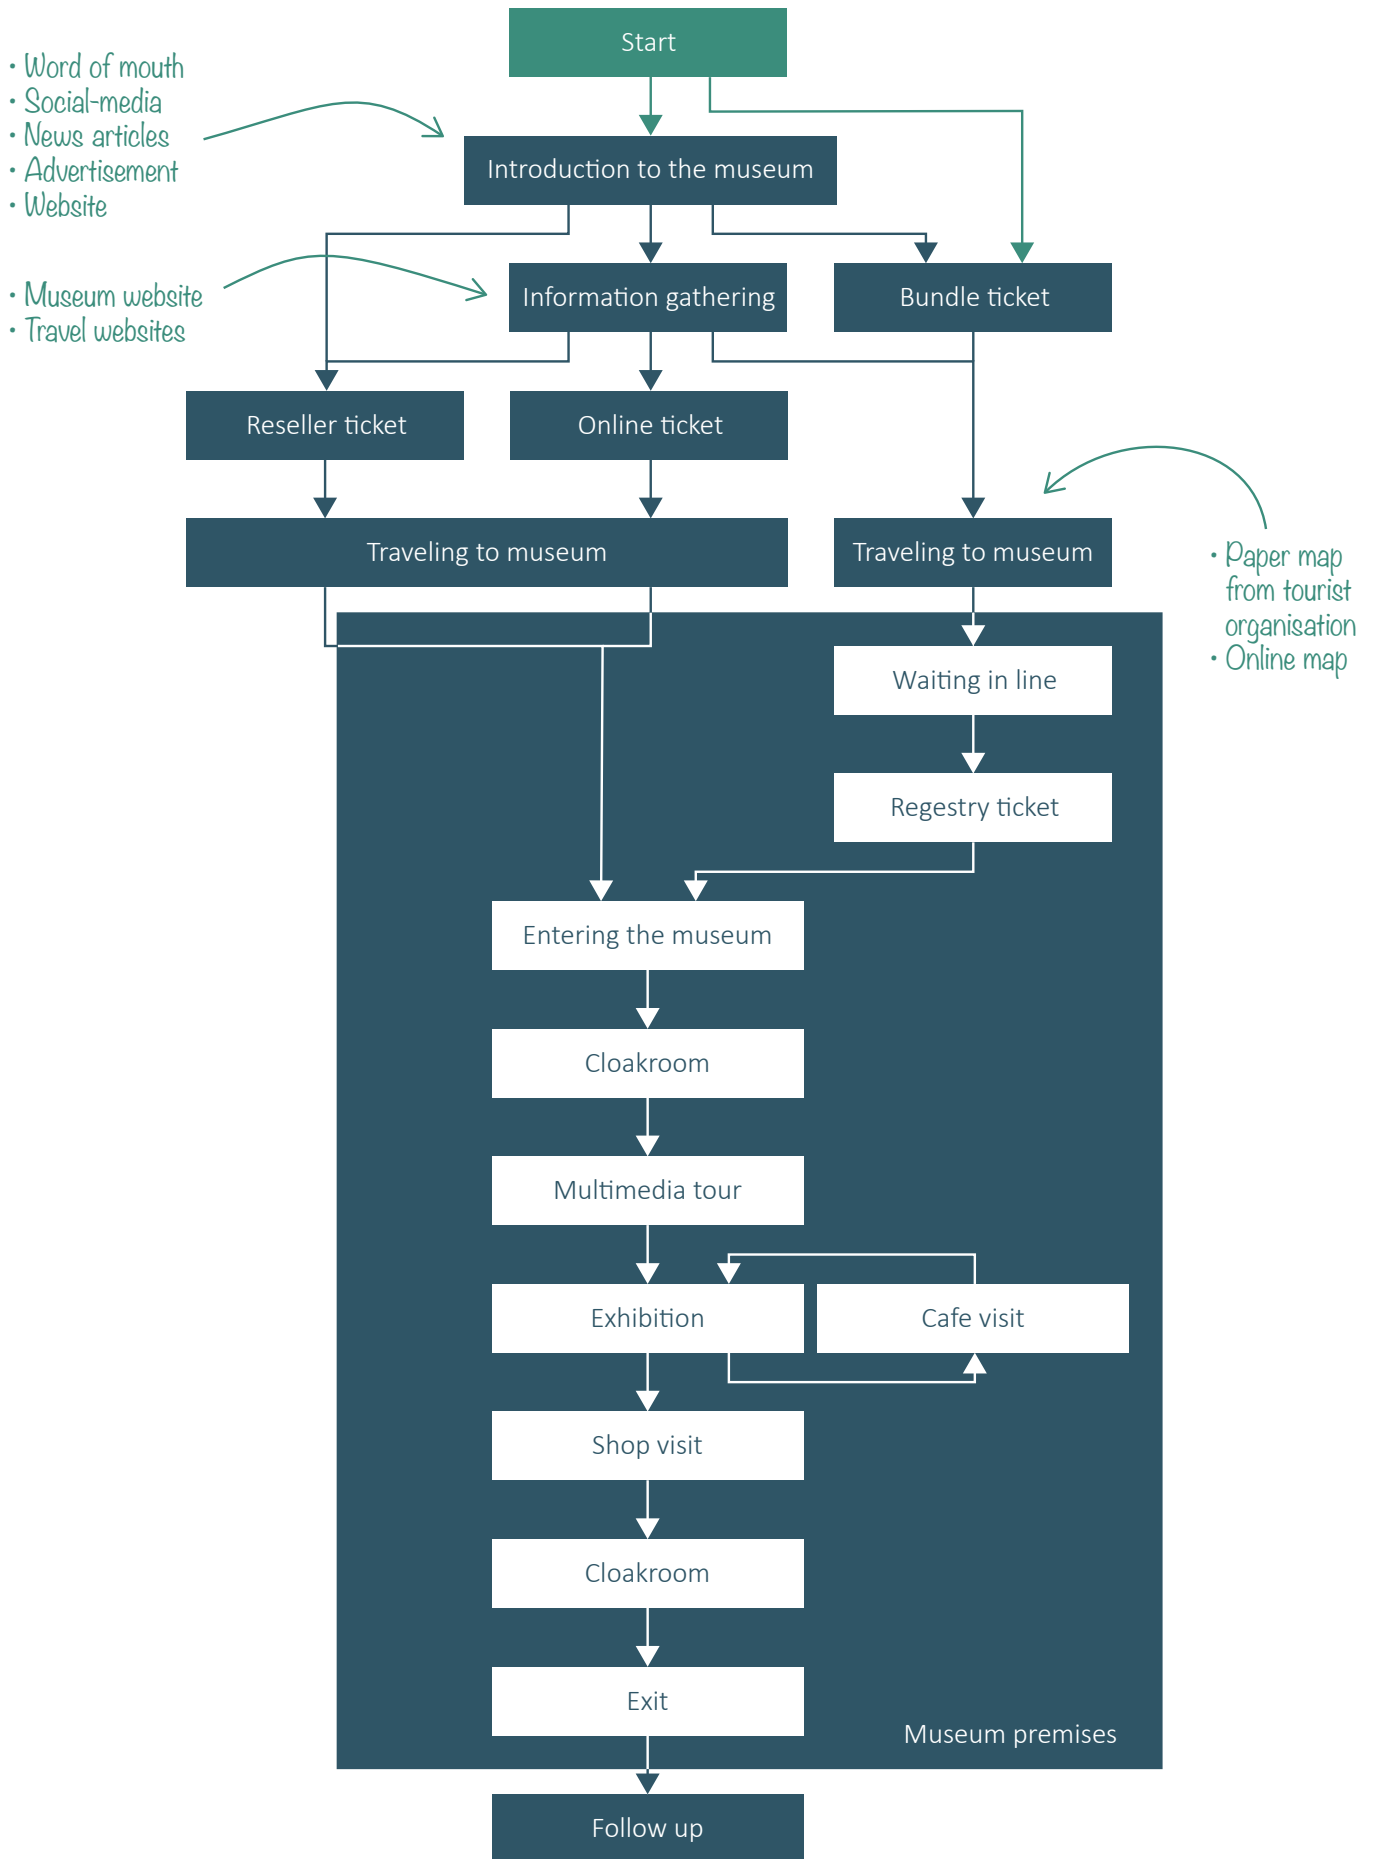 Start
• Word of mouth
• Social-media
• News articles
• Advertisement
• Website
Introduction to the museum
• Museum website
• Travel websites
Information gathering
Bundle ticket
Reseller ticket
Online ticket
Traveling to museum
Traveling to museum
• Paper map
from tourist
organisation
• Online map
Waiting in line
Regestry ticket
Entering the museum
Cloakroom
Multimedia tour
Exhibition
Cafe visit
Shop visit
Cloakroom
Exit
Museum premises
Follow up